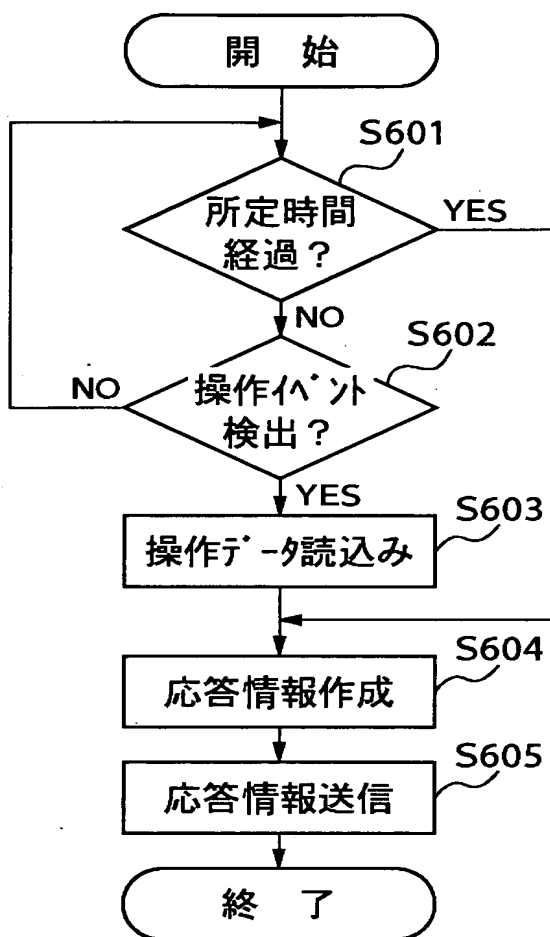 開　始
S601
所定時間
経過？
YES
NO
S602
操作ｲﾍﾞﾝﾄ
検出？
NO
YES
S603
操作ﾃﾞｰﾀ読込み
S604
応答情報作成
S605
応答情報送信
終　了